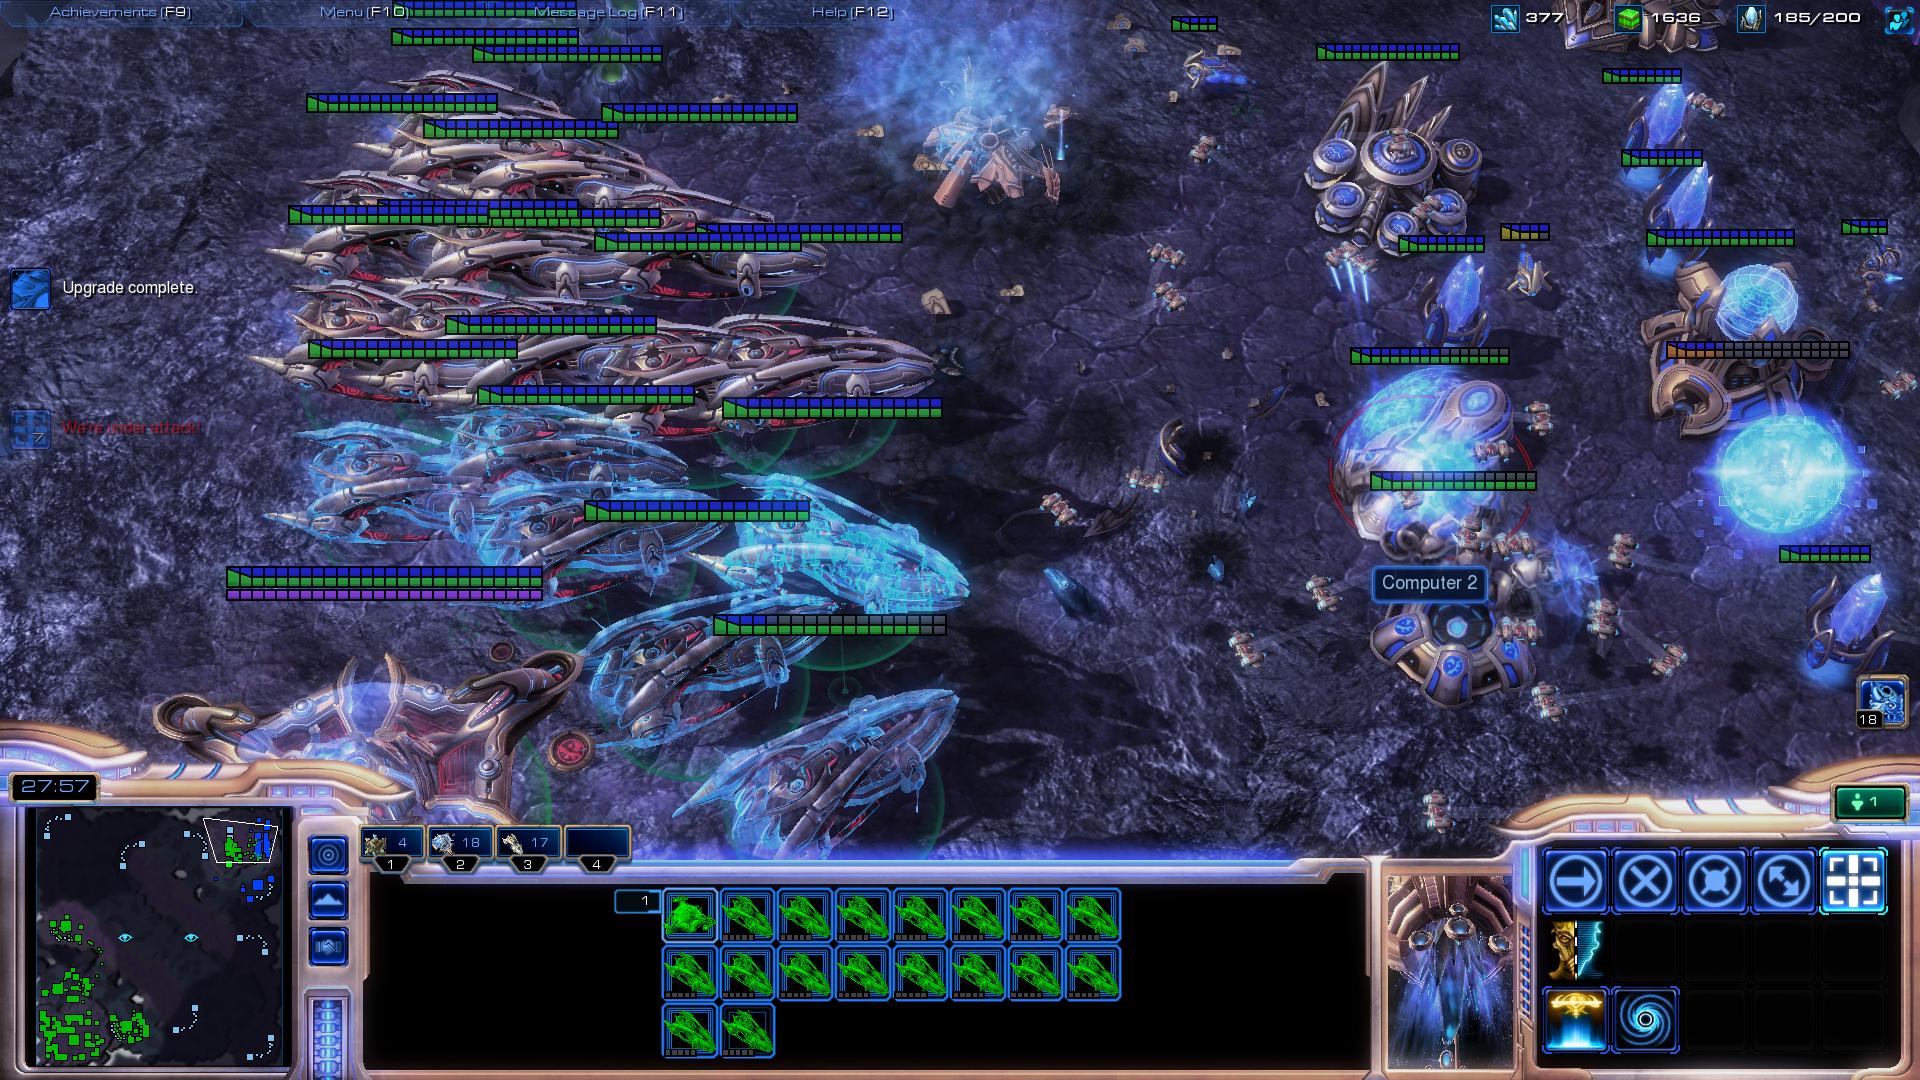 Achievements (F9) Menu (F10) Message Log (F11) Help (F12) 377 1636 185/200
Upgrade complete.
7 We're under attack!
Computer 2
18
27:57
1
4 18 17
1 2 3 4
1